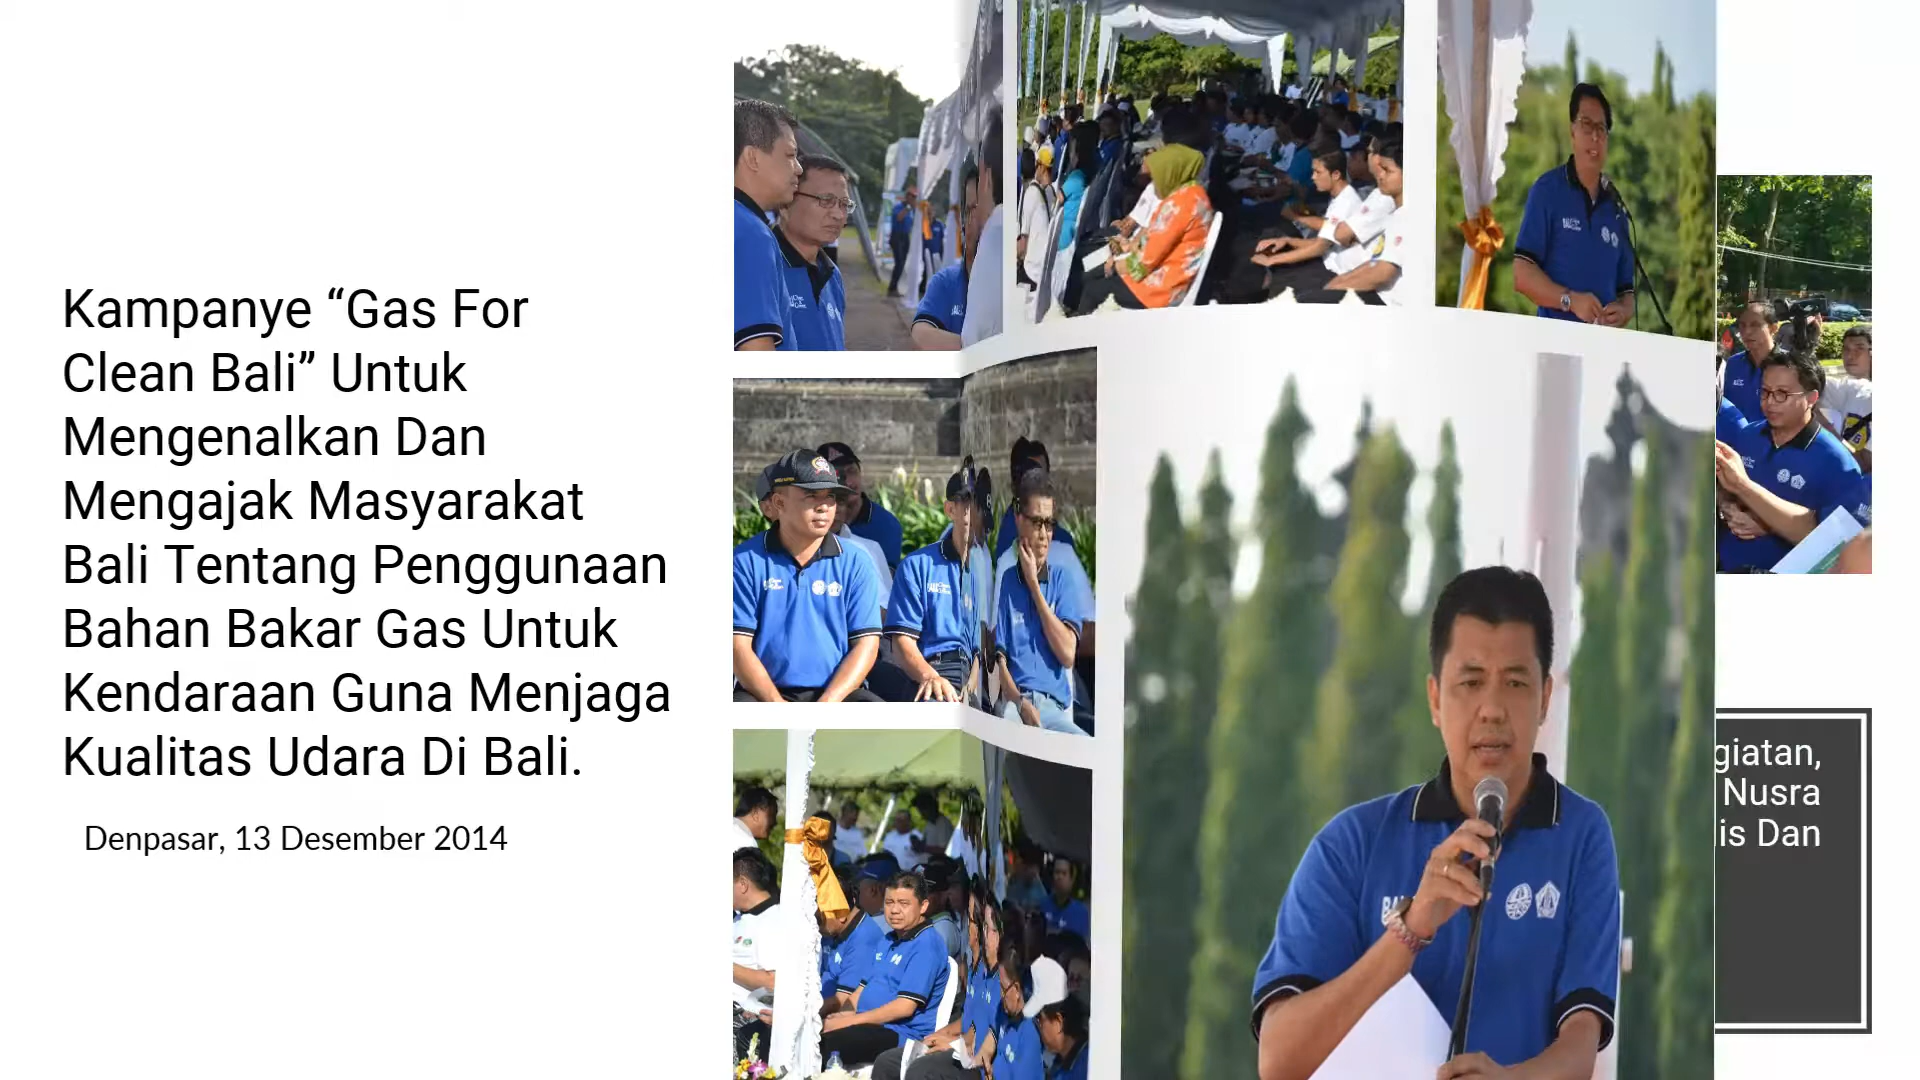 Kampanye “Gas For
Clean Bali” Untuk
Mengenalkan Dan
Mengajak Masyarakat
Bali Tentang Penggunaan
Bahan Bakar Gas Untuk
Kendaraan Guna Menjaga
Kualitas Udara Di Bali.
Denpasar, 13 Desember 2014
giatan,
Nusra
is Dan